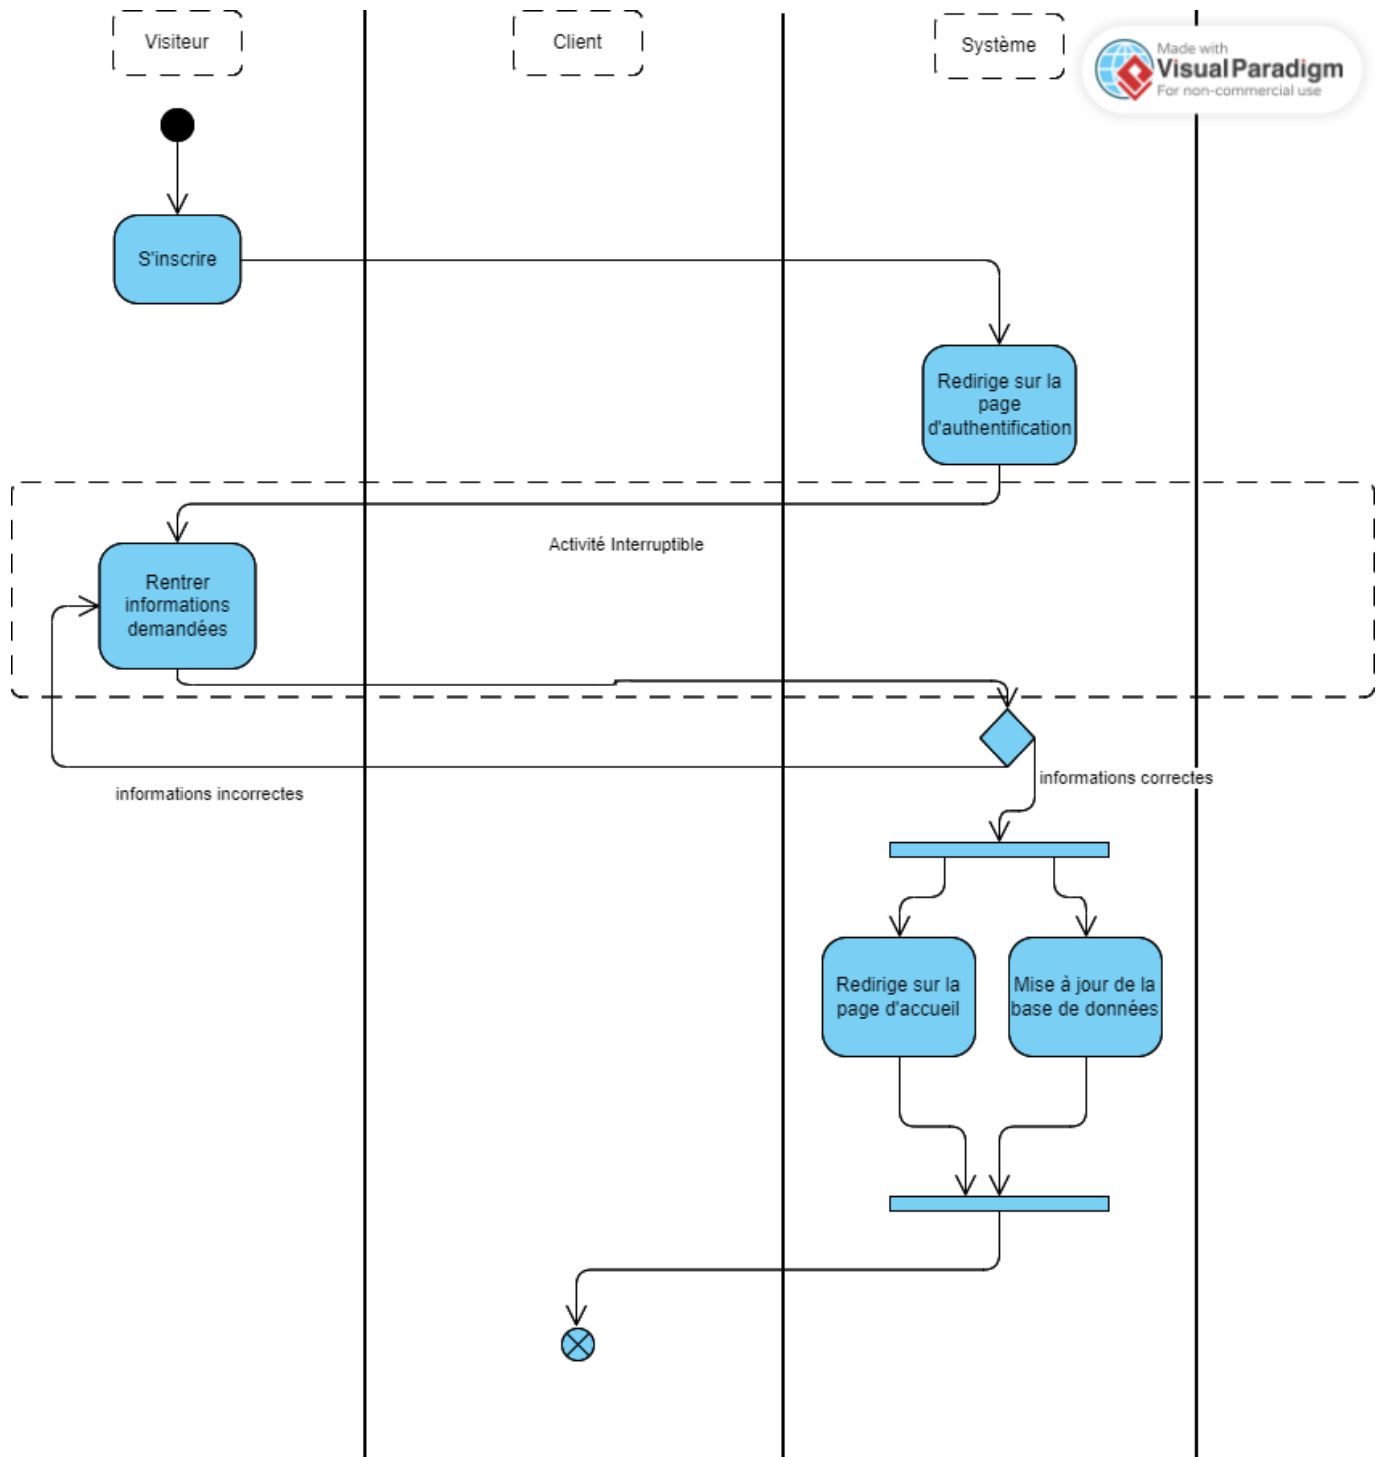 Visiteur
Client
Système
Made with
Visual Paradigm
For non-commercial use
S'inscrire
Redirige sur la
page
d'authentification
Activité Interruptible
Rentrer
informations
demandées
informations correctes
informations incorrectes
Redirige sur la
page d'accueil
Mise à jour de la
base de données